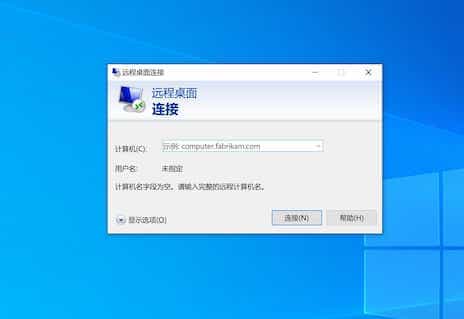 远程桌面连接
远程桌面
连接
计算机(C): 示例: computer.fabrikam.com
用户名: 未指定
计算机名字段为空。请输入完整的远程计算机名。
显示选项(O) 连接(N) 帮助(H)